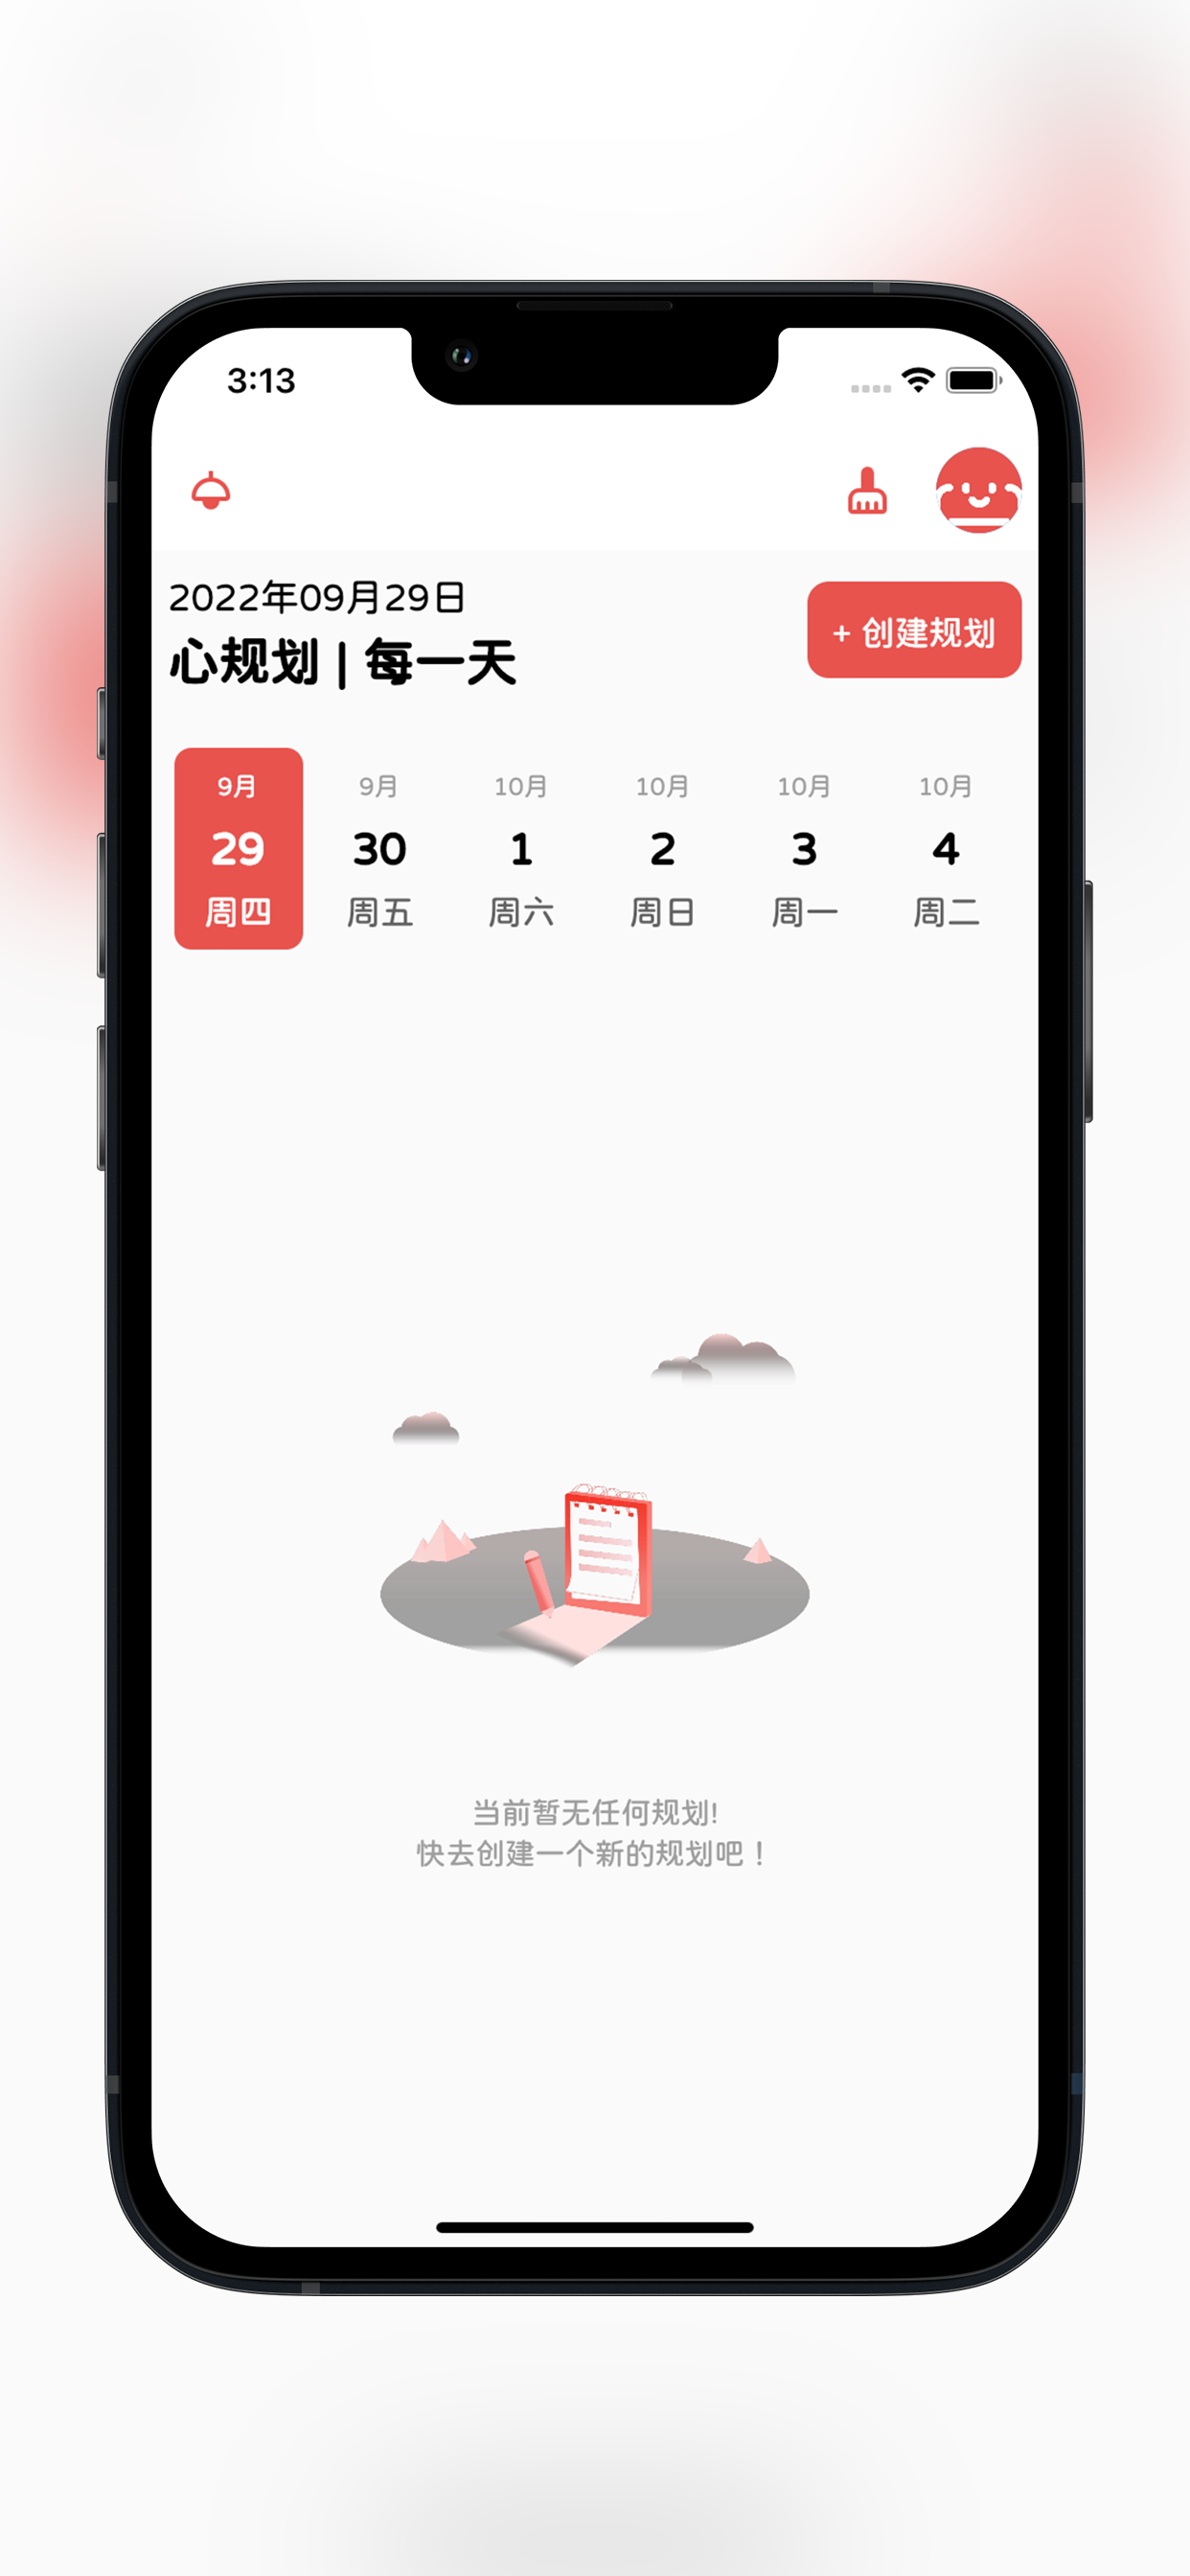 3:13
2022年09月29日
心规划 | 每一天
+ 创建规划
9月 9月 10月 10月 10月 10月
29 30 1 2 3 4
周四 周五 周六 周日 周一 周二
当前暂无任何规划!
快去创建一个新的规划吧！